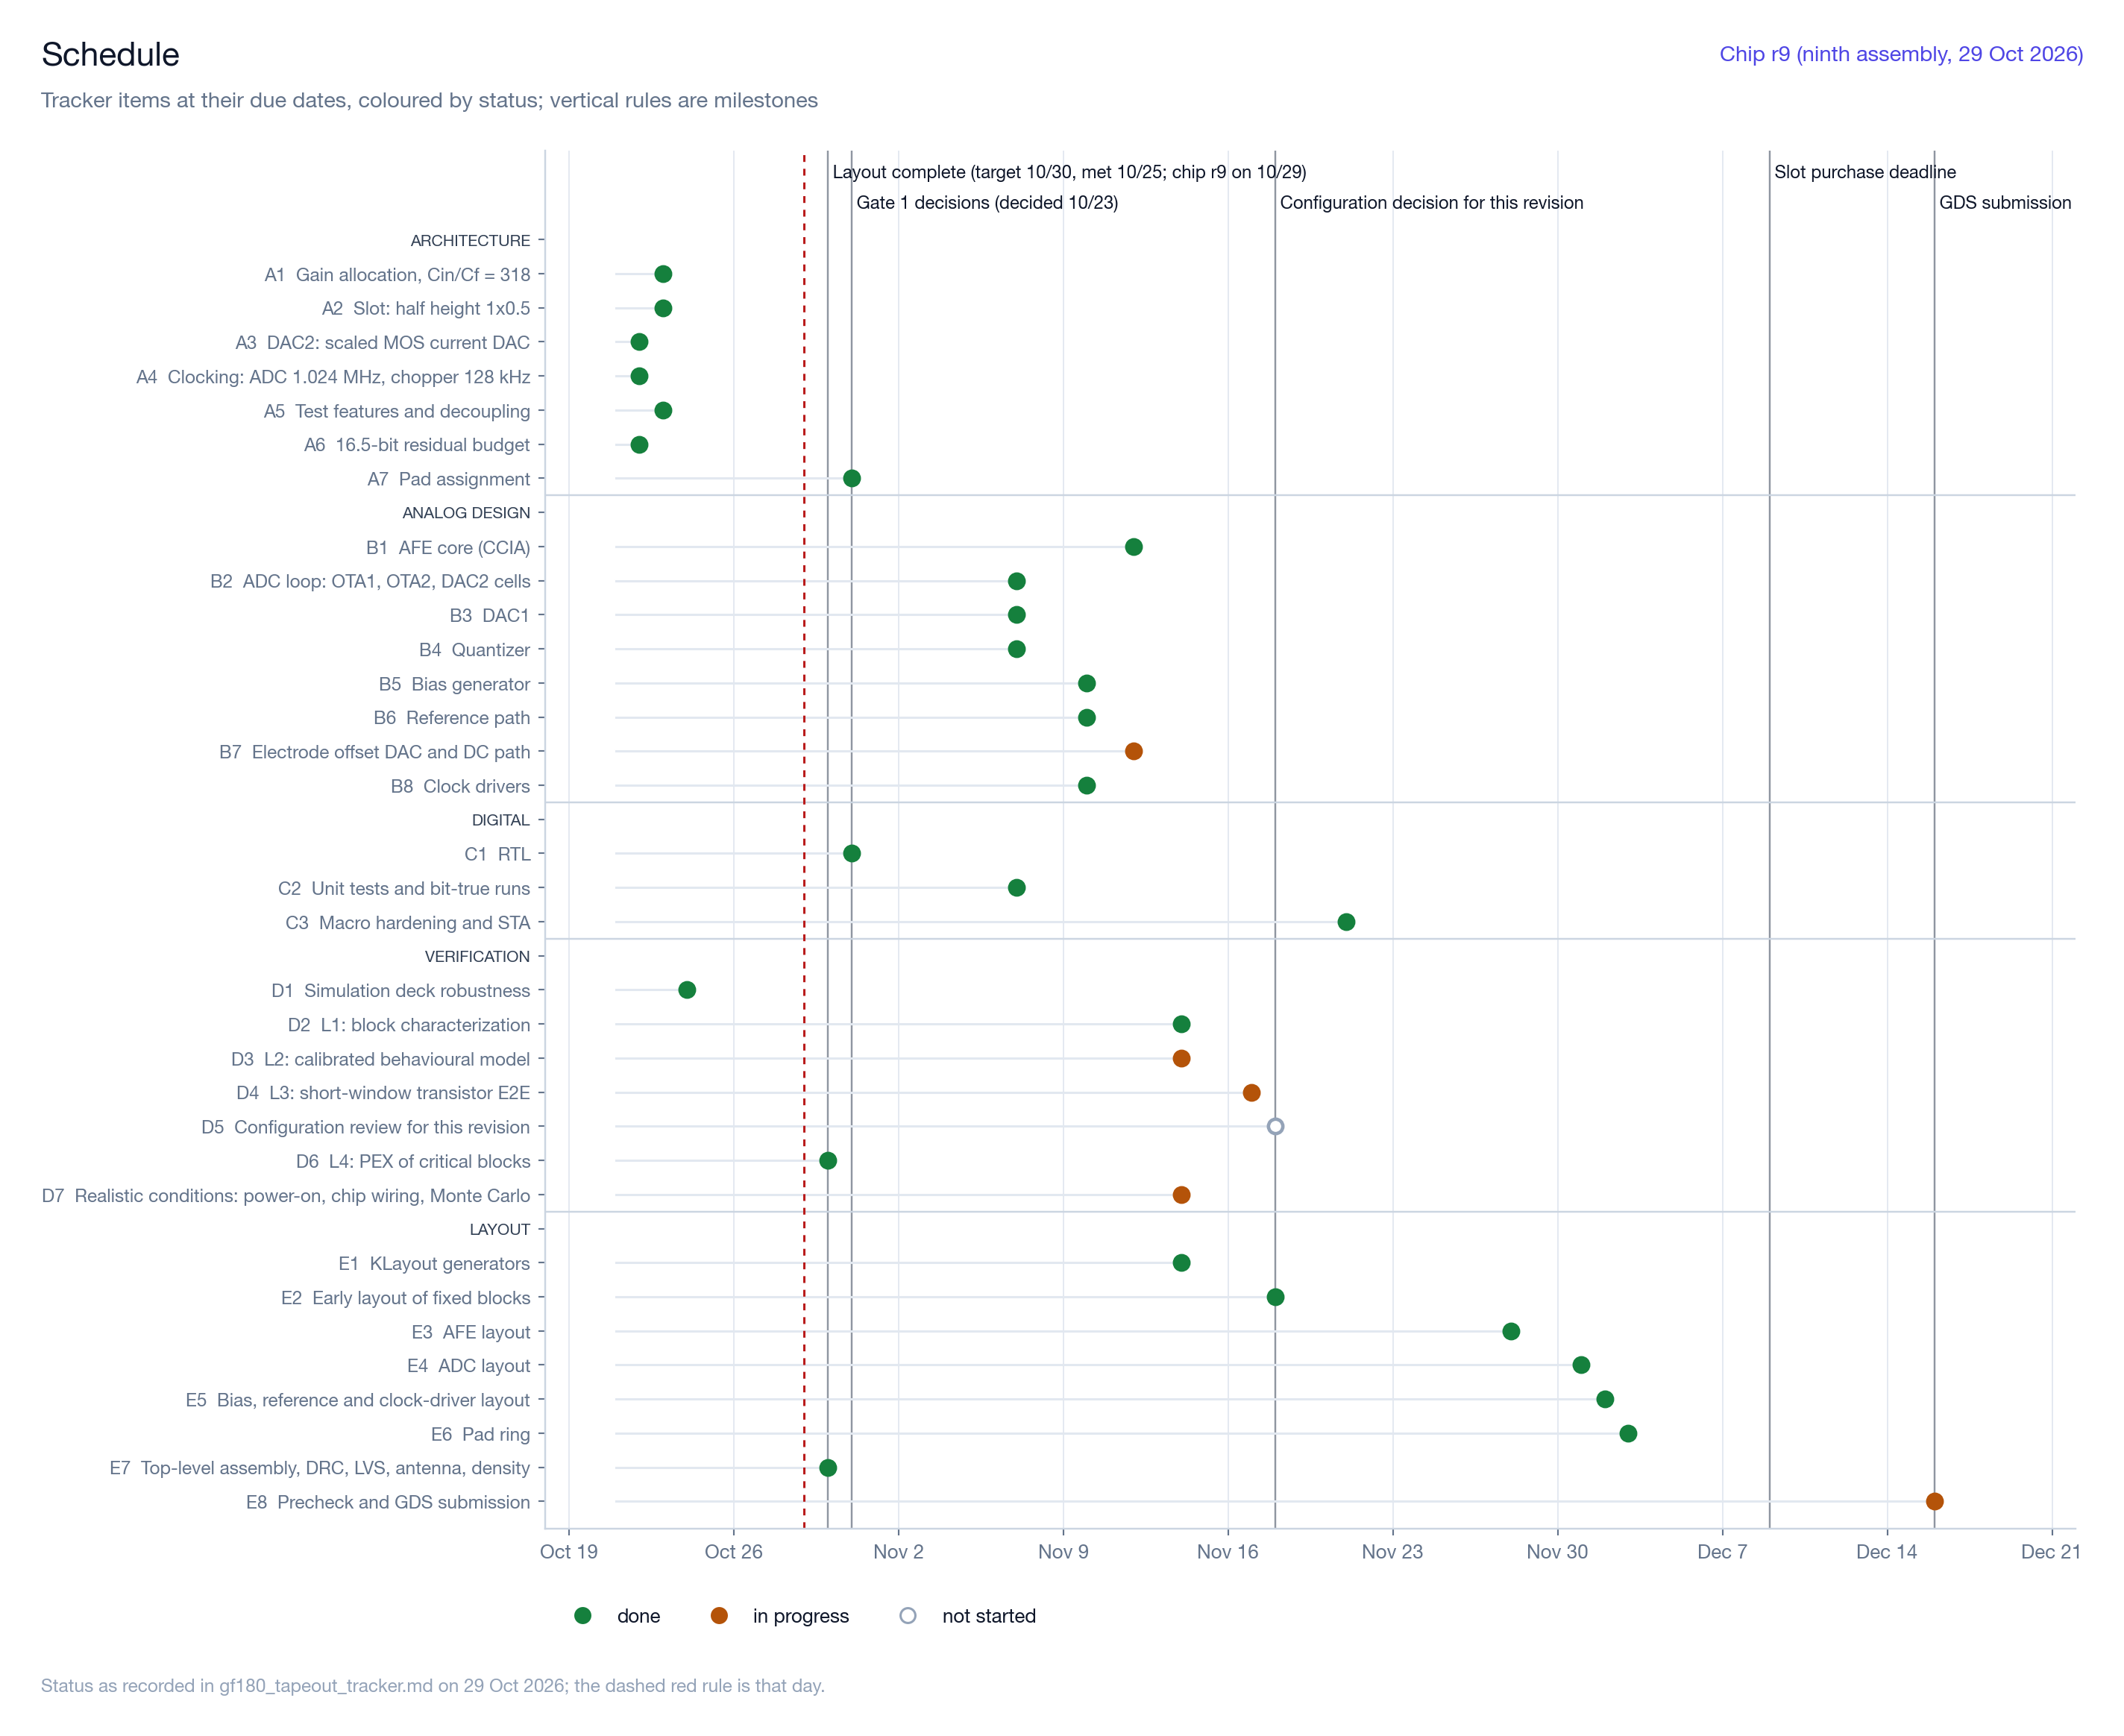 Schedule
Chip r9 (ninth assembly, 29 Oct 2026)
Tracker items at their due dates, coloured by status; vertical rules are milestones
Layout complete (target 10/30, met 10/25; chip r9 on 10/29)
Slot purchase deadline
Gate 1 decisions (decided 10/23)
Configuration decision for this revision
GDS submission
ARCHITECTURE
A1 Gain allocation, Cin/Cf = 318
A2 Slot: half height 1x0.5
A3 DAC2: scaled MOS current DAC
A4 Clocking: ADC 1.024 MHz, chopper 128 kHz
A5 Test features and decoupling
A6 16.5-bit residual budget
A7 Pad assignment
ANALOG DESIGN
B1 AFE core (CCIA)
B2 ADC loop: OTA1, OTA2, DAC2 cells
B3 DAC1
B4 Quantizer
B5 Bias generator
B6 Reference path
B7 Electrode offset DAC and DC path
B8 Clock drivers
DIGITAL
C1 RTL
C2 Unit tests and bit-true runs
C3 Macro hardening and STA
VERIFICATION
D1 Simulation deck robustness
D2 L1: block characterization
D3 L2: calibrated behavioural model
D4 L3: short-window transistor E2E
D5 Configuration review for this revision
D6 L4: PEX of critical blocks
D7 Realistic conditions: power-on, chip wiring, Monte Carlo
LAYOUT
E1 KLayout generators
E2 Early layout of fixed blocks
E3 AFE layout
E4 ADC layout
E5 Bias, reference and clock-driver layout
E6 Pad ring
E7 Top-level assembly, DRC, LVS, antenna, density
E8 Precheck and GDS submission
Oct 19 Oct 26 Nov 2 Nov 9 Nov 16 Nov 23 Nov 30 Dec 7 Dec 14 Dec 21
done in progress not started
Status as recorded in gf180_tapeout_tracker.md on 29 Oct 2026; the dashed red rule is that day.